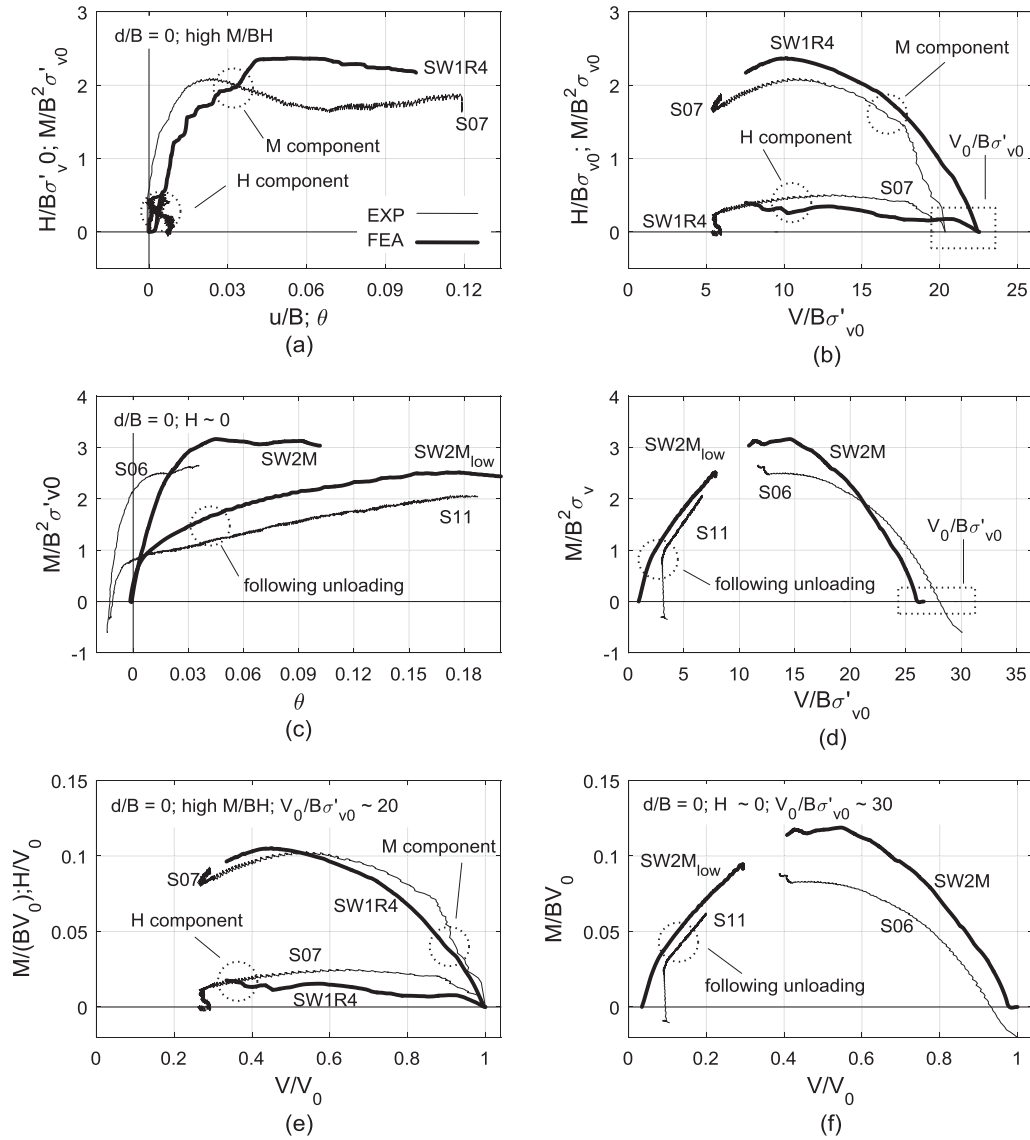 d/B = 0; high M/BH
SW1R4
S07
M component
H component
EXP
FEA
0
1
2
3
0
0.03
0.06
0.09
0.12
H/Bσ'v0; M/B²σ'v0
u/B; θ
(a)
M component
H component
V0/Bσ'v0
SW1R4
S07
S07
SW1R4
0
1
2
3
0
5
10
15
20
25
H/Bσv0; M/B²σv0
V/Bσ'v0
(b)
d/B = 0; H ~ 0
S06
SW2M
SW2Mlow
S11
following unloading
-1
0
1
2
3
4
0
0.03
0.06
0.09
0.12
0.15
0.18
M/B²σ'v0
θ
(c)
SW2Mlow
SW2M
S06
S11
V0/Bσ'v0
following unloading
-1
0
1
2
3
4
0
5
10
15
20
25
30
35
M/B²σv
V/Bσ'v0
(d)
d/B = 0; high M/BH; V0/Bσ'v0 ~ 20
M component
S07
SW1R4
H component
S07
SW1R4
0
0.05
0.1
0.15
0
0.2
0.4
0.6
0.8
1
M/(BV0);H/V0
V/V0
(e)
d/B = 0; H ~ 0; V0/Bσ'v0 ~ 30
SW2Mlow
SW2M
S11
S06
following unloading
0
0.05
0.1
0.15
0
0.2
0.4
0.6
0.8
1
M/BV0
V/V0
(f)